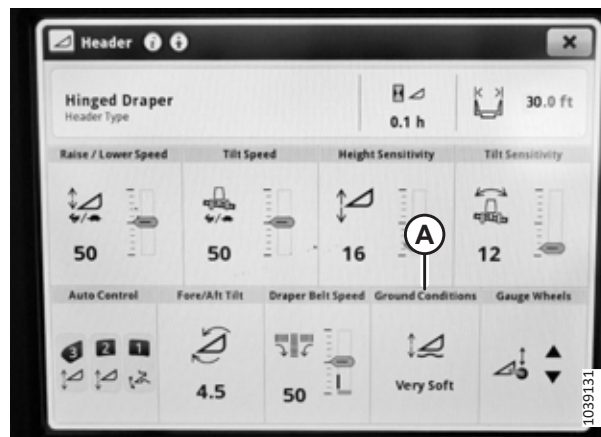 Header
Hinged Draper
Header Type
0.1 h
30.0 ft
Raise / Lower Speed
Tilt Speed
Height Sensitivity
Tilt Sensitivity
50
50
16
12
A
Auto Control
Fore/Aft Tilt
Draper Belt Speed
Ground Conditions
Gauge Wheels
3 2 1
4.5
50
Very Soft
1039131